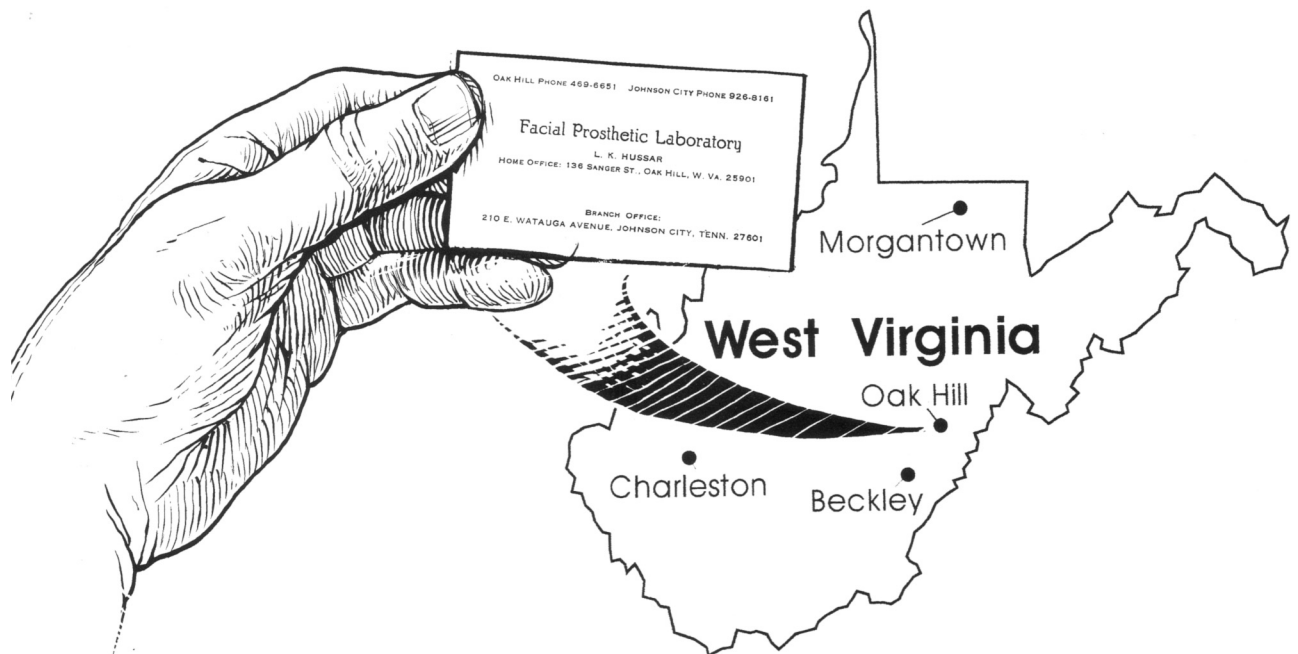 OAK HILL PHONE 469-6651 JOHNSON CITY PHONE 926-8161
Facial Prosthetic Laboratory
L. K. HUSSAR
HOME OFFICE: 136 SANGER ST., OAK HILL, W. VA. 25901
BRANCH OFFICE:
210 E. WATAUGA AVENUE, JOHNSON CITY, TENN. 27601
Morgantown
West Virginia
Oak Hill
Charleston
Beckley